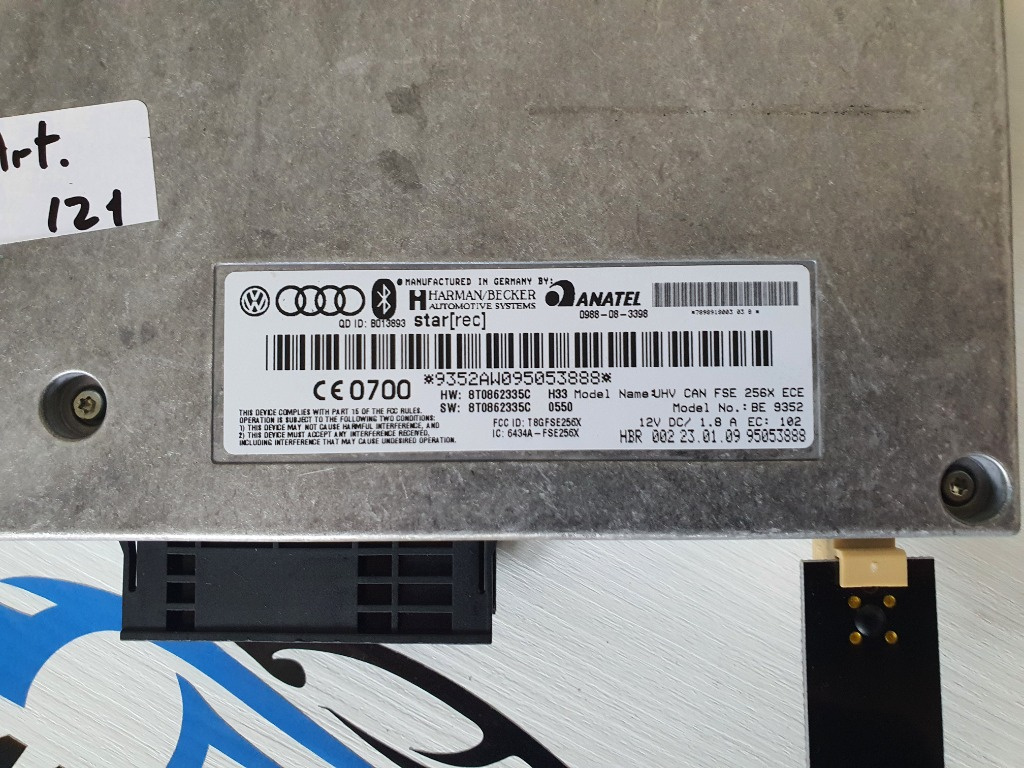 Art.
121
MANUFACTURED IN GERMANY BY:
HARMAN/BECKER
AUTOMOTIVE SYSTEMS
ANATEL
0988-08-3398
QD ID: B013893 star[rec]
*9352AW095053888*
CE 0700
HW: 8T0862335C H33 Model Name:UHV CAN FSE 256X ECE
SW: 8T0862335C 0550 Model No.: BE 9352
THIS DEVICE COMPLIES WITH PART 15 OF THE FCC RULES.
OPERATION IS SUBJECT TO THE FOLLOWING TWO CONDITIONS:
1) THIS DEVICE MAY NOT CAUSE HARMFUL INTERFERENCE, AND
2) THIS DEVICE MUST ACCEPT ANY INTERFERENCE RECEIVED,
INCLUDING INTERFERENCE THAT MAY CAUSE UNDESIRED OPERATION.
FCC ID: T8GFSE256X
IC: 6434A-FSE256X
12V DC/ 1.8 A EC: 102
HBR 002 23.01.09 95053888